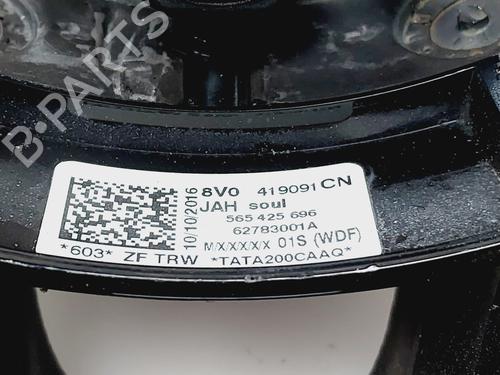 B-PARTS
10/10/2016
8V0 419091 CN
JAH soul
565 425 696
62783001A
MXXXXX 01S (WDF)
*603* ZF TRW *TATA200CAAQ*